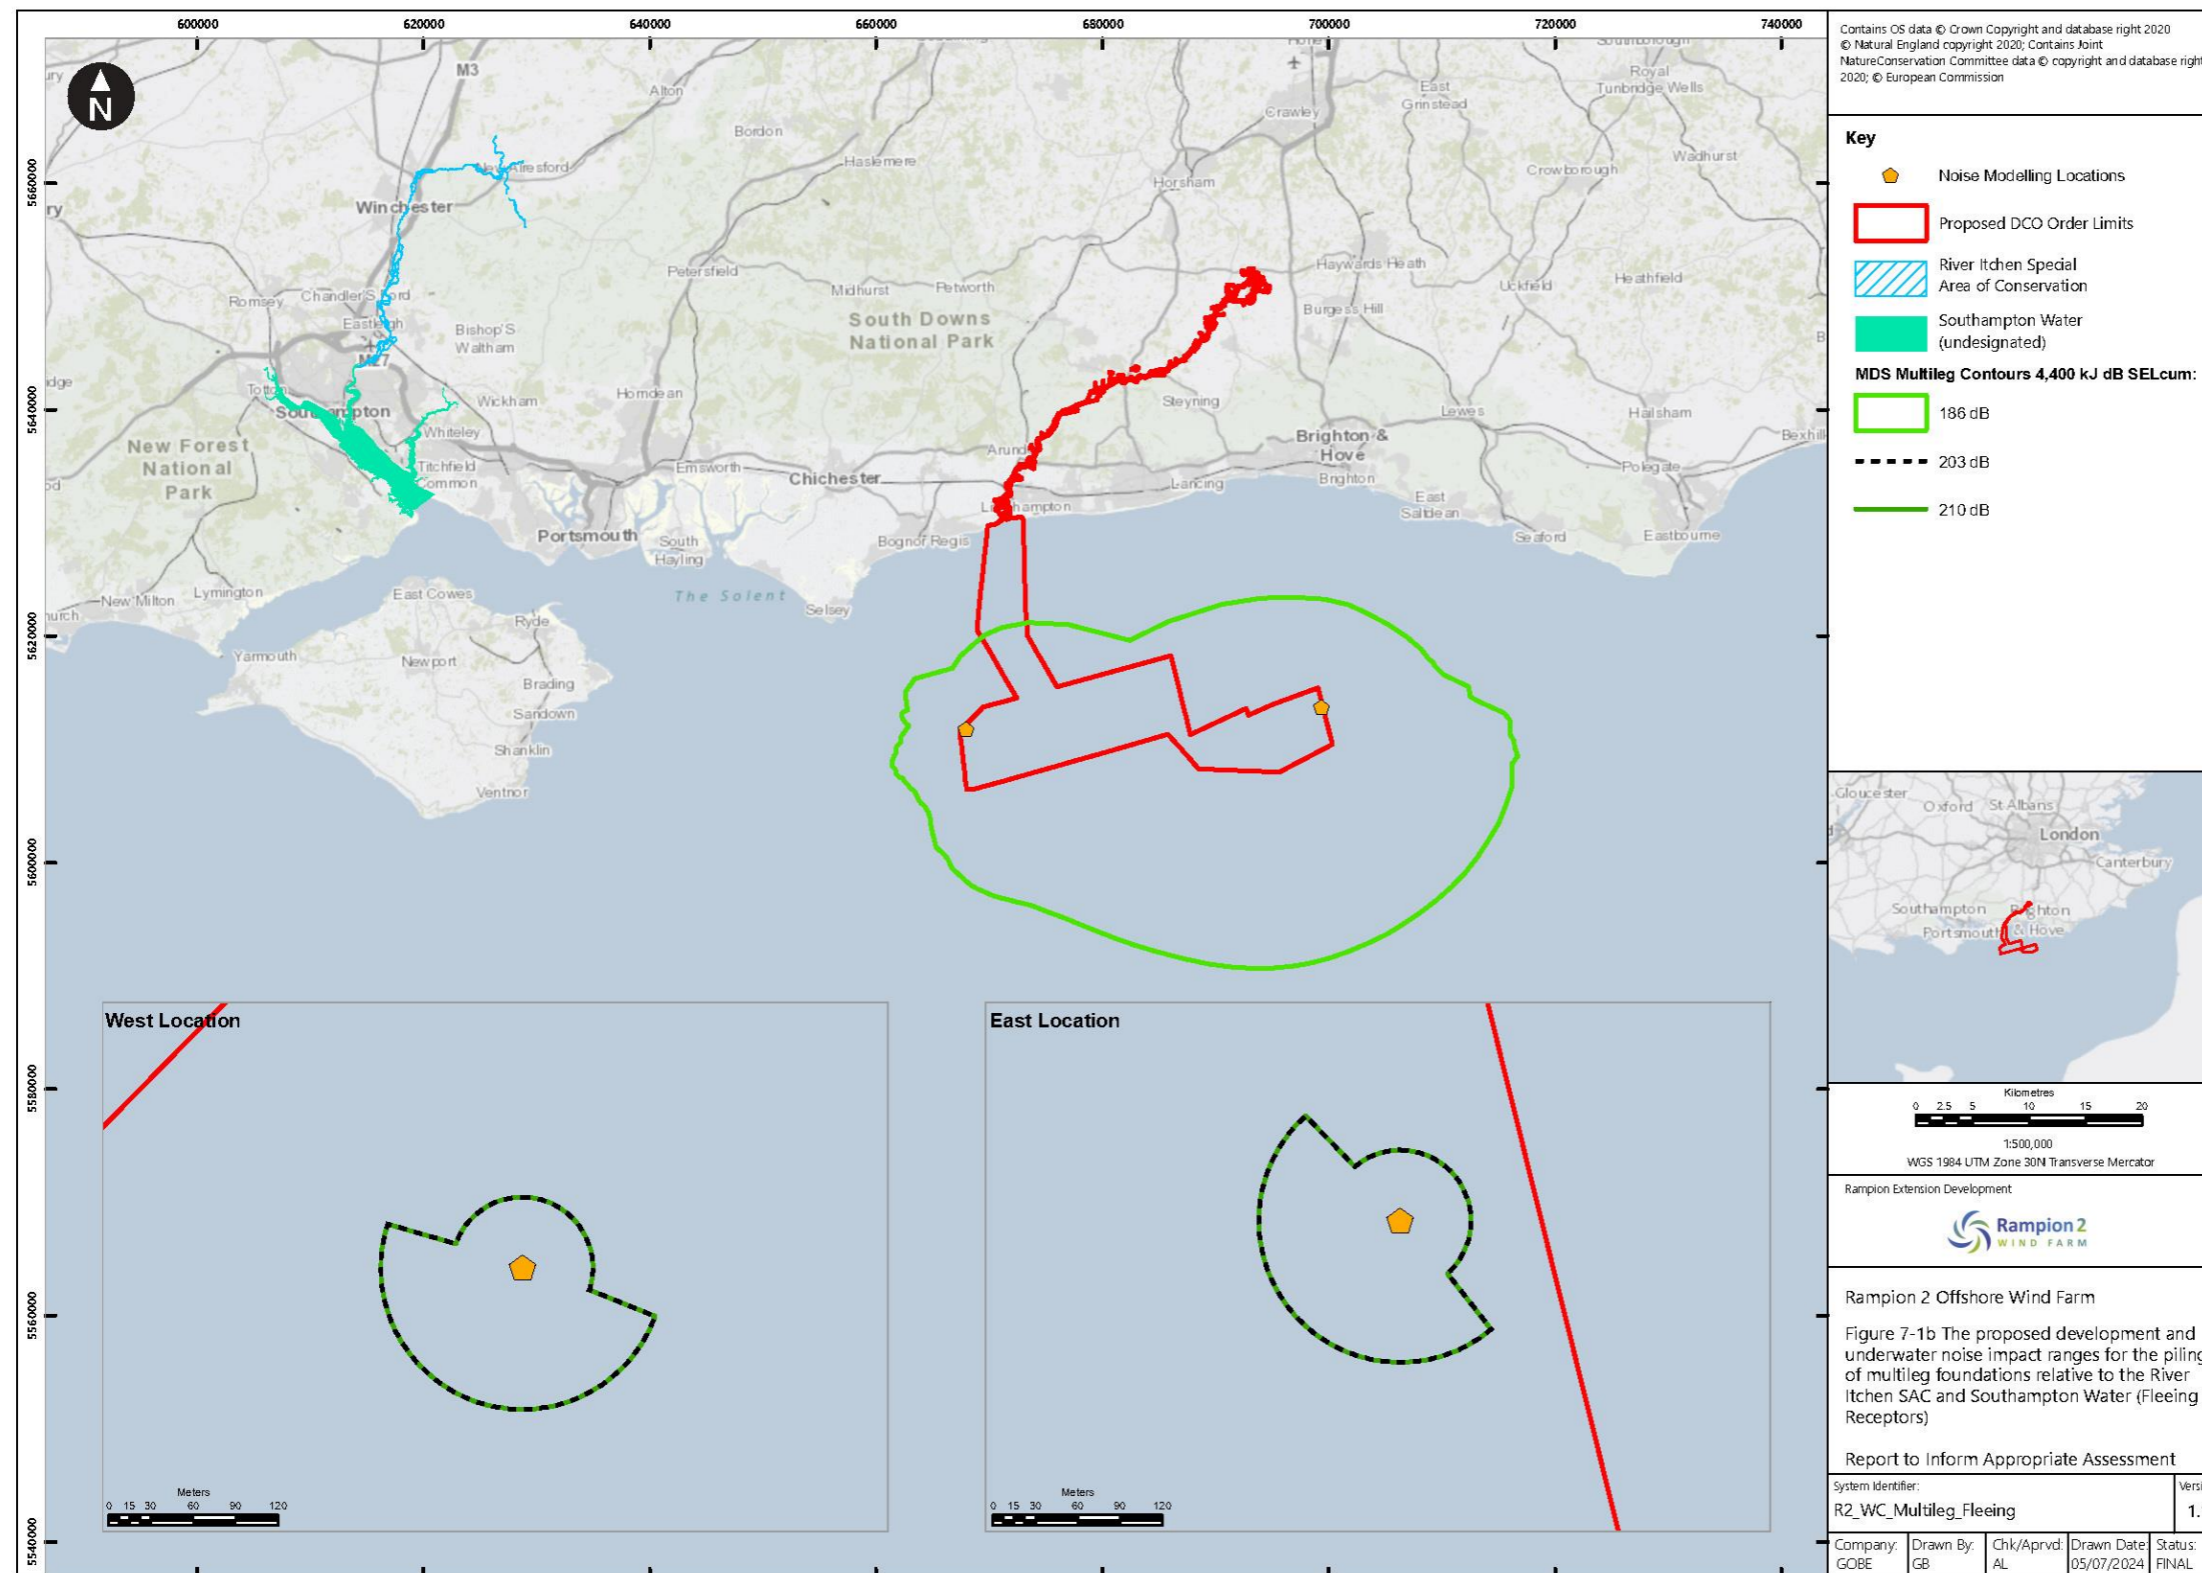 600000 620000 640000 660000 680000 700000 720000 740000
5660000
5640000
5620000
5600000
5580000
5560000
5540000
N
M3
Alton
Bordon
Haslemere
Crawley
East
Grinstead
Royal
Tunbridge Wells
Wadhurst
Crowborough
Horsham
New Alresford
Winchester
Petersfield
Midhurst
Petworth
Haywards Heath
Uckfield
Heathfield
Burgess Hill
Romsey
Chandler'S Ford
Eastleigh
Bishop'S
Waltham
M27
South Downs
National Park
Totton
Southampton
Wickham
Horndean
Steyning
Lewes
Hailsham
Whiteley
New Forest
National
Park
Titchfield
Common
Emsworth
Chichester
Brighton &
Hove
Brighton
Bexhill
Polegate
Lancing
East
Saltdean
Littlehampton
Portsmouth
South
Hayling
Bognor Regis
Seaford
Eastbourne
New Milton
Lymington
East Cowes
The Solent
Selsey
Ryde
Yarmouth
Newport
Brading
Sandown
Shanklin
Ventnor
West Location
Meters
0 15 30 60 90 120
East Location
Meters
0 15 30 60 90 120
Contains OS data © Crown Copyright and database right 2020
© Natural England copyright 2020; Contains Joint
NatureConservation Committee data © copyright and database right
2020; © European Commission
Key
Noise Modelling Locations
Proposed DCO Order Limits
River Itchen Special
Area of Conservation
Southampton Water
(undesignated)
MDS Multileg Contours 4,400 kJ dB SELcum:
186 dB
203 dB
210 dB
Gloucester
Oxford
St Albans
London
Canterbury
Southampton
Brighton
& Hove
Portsmouth
Kilometres
0 2.5 5 10 15 20
1:500,000
WGS 1984 UTM Zone 30N Transverse Mercator
Rampion Extension Development
Rampion 2
WIND FARM
Rampion 2 Offshore Wind Farm
Figure 7-1b The proposed development and
underwater noise impact ranges for the piling
of multileg foundations relative to the River
Itchen SAC and Southampton Water (Fleeing
Receptors)
Report to Inform Appropriate Assessment
System Identifier:
R2_WC_Multileg_Fleeing
Versi
1.
Company: Drawn By: Chk/Aprvd: Drawn Date: Status:
GOBE GB AL 05/07/2024 FINAL